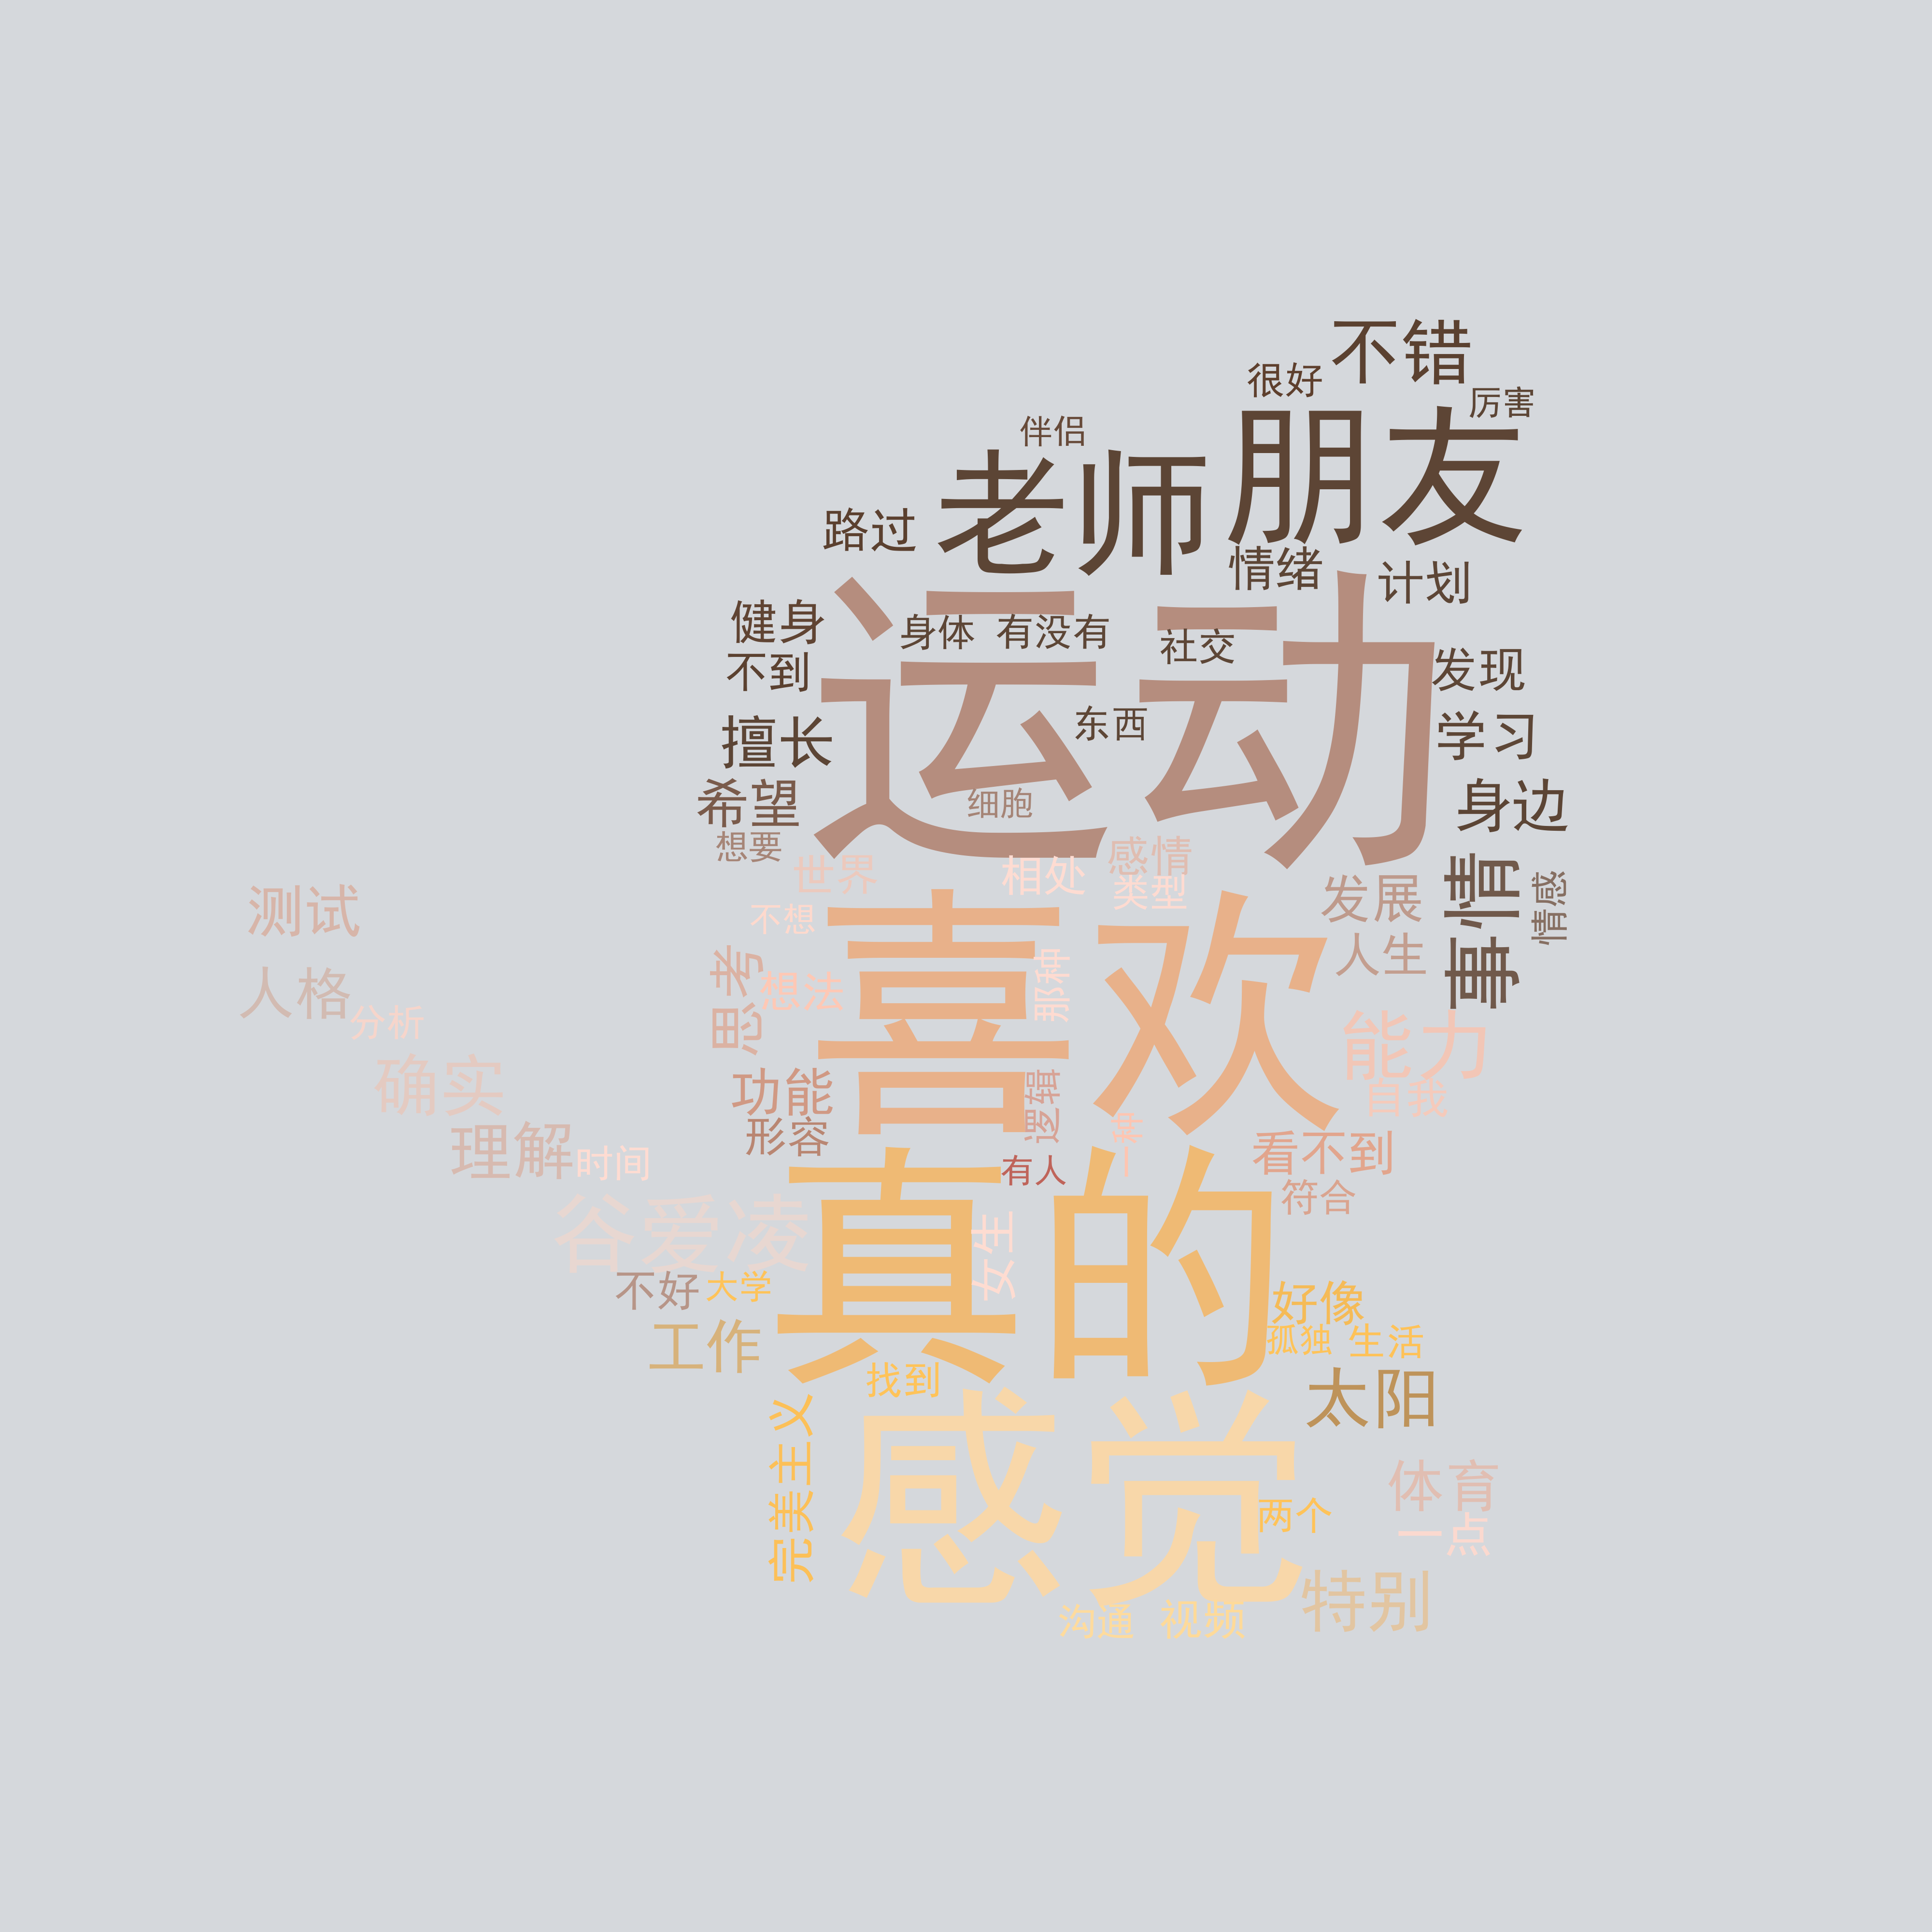 不错
很好
厉害
伴侣
朋友
老师
路过
情绪
计划
健身
身体
有没有
社交
不到
发现
运动
东西
擅长
学习
希望
细胞
身边
想要
感情
世界
相处
类型
测试
发展
事情
情感
不想
人生
喜欢
人格
思考
想法
那种
分析
能力
确实
功能
逻辑
自我
形容
一种
理解
时间
有人
看不到
符合
谷爱凌
真的
女生
不好
大学
好像
工作
孤独
生活
找到
太阳
完美主义
感觉
体育
两个
一点
特别
沟通
视频